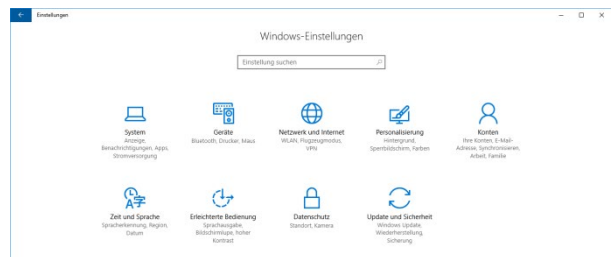 Einstellungen
Windows-Einstellungen
Einstellung suchen
System
Anzeige,
Benachrichtigungen, Apps,
Stromversorgung
Geräte
Bluetooth, Drucker, Maus
Netzwerk und Internet
WLAN, Flugzeugmodus,
VPN
Personalisierung
Hintergrund,
Sperrbildschirm, Farben
Konten
Ihre Konten, E-Mail-
Adresse, Synchronisieren,
Arbeit, Familie
A字
Zeit und Sprache
Spracherkennung, Region,
Datum
Erleichterte Bedienung
Sprachausgabe,
Bildschirmlupe, hoher
Kontrast
Datenschutz
Standort, Kamera
Update und Sicherheit
Windows Update,
Wiederherstellung,
Sicherung